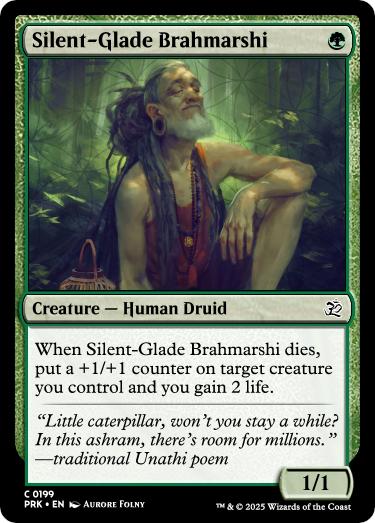 Silent-Glade Brahmarshi
Creature — Human Druid
When Silent-Glade Brahmarshi dies,
put a +1/+1 counter on target creature
you control and you gain 2 life.
“Little caterpillar, won’t you stay a while?
In this ashram, there’s room for millions.”
—traditional Unathi poem
1/1
C 0199
PRK • EN Aurore Folny
™ & © 2025 Wizards of the Coast